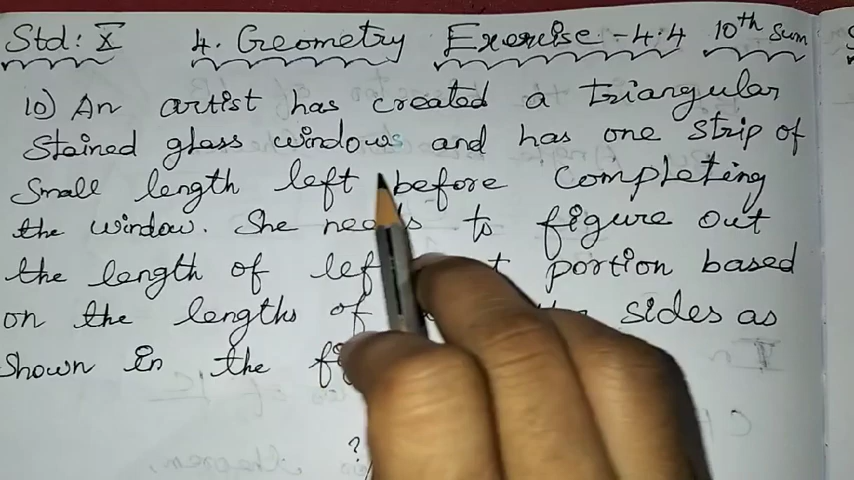 Std: X 4. Geometry Exercise - 4.4 10th sum
10) An artist has created a triangular
stained glass windows and has one strip of
small length left before completing
the window. She needs to figure out
the length of left portion based
on the lengths of sides as
shown in the
?